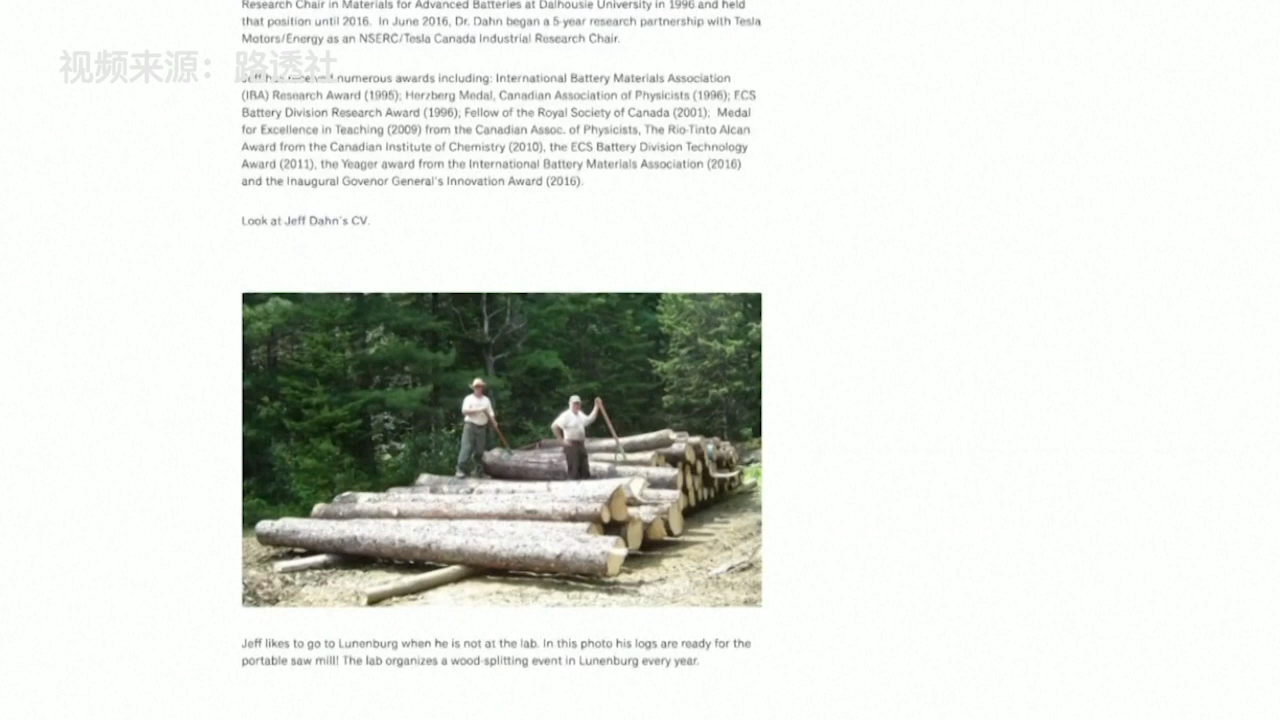 Research Chair in Materials for Advanced Batteries at Dalhousie University in 1996 and held
that position until 2016. In June 2016, Dr. Dahn began a 5-year research partnership with Tesla
Motors/Energy as an NSERC/Tesla Canada Industrial Research Chair.
视频来源：路透社
Jeff has received numerous awards including: International Battery Materials Association
(IBA) Research Award (1995); Herzberg Medal, Canadian Association of Physicists (1996); ECS
Battery Division Research Award (1996); Fellow of the Royal Society of Canada (2001); Medal
for Excellence in Teaching (2009) from the Canadian Assoc. of Physicists, The Rio-Tinto Alcan
Award from the Canadian Institute of Chemistry (2010), the ECS Battery Division Technology
Award (2011), the Yeager award from the International Battery Materials Association (2016)
and the Inaugural Govenor General's Innovation Award (2016).
Look at Jeff Dahn's CV.
Jeff likes to go to Lunenburg when he is not at the lab. In this photo his logs are ready for the
portable saw mill! The lab organizes a wood-splitting event in Lunenburg every year.